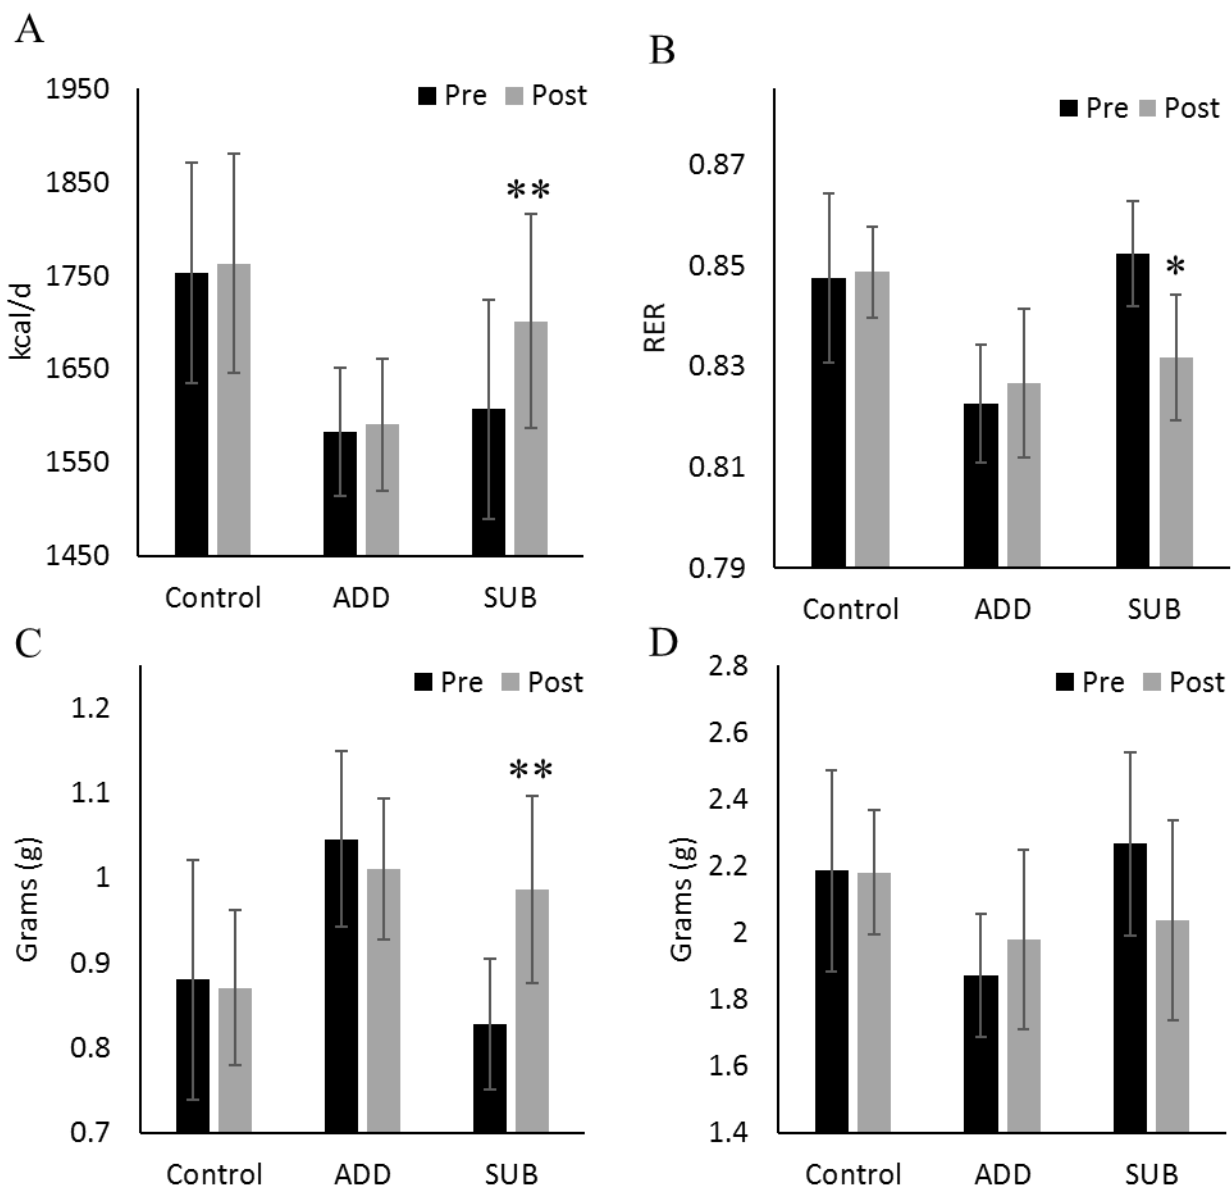 A
kcal/d
1950
1850
1750
1650
1550
1450
Pre Post
**
Control ADD SUB
B
RER
0.87
0.85
0.83
0.81
0.79
Pre Post
*
Control ADD SUB
C
Grams (g)
1.2
1.1
1
0.9
0.8
0.7
Pre Post
**
Control ADD SUB
D
Grams (g)
2.8
2.6
2.4
2.2
2
1.8
1.6
1.4
Pre Post
Control ADD SUB